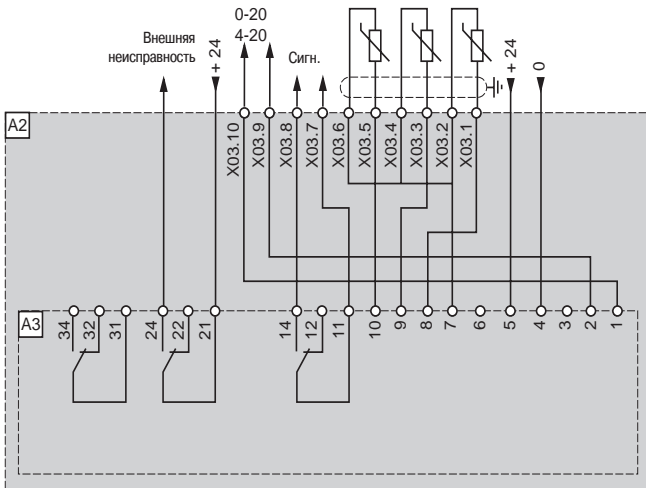 0-20
4-20
Внешняя
неисправность
+ 24
Сигн.
+ 24
0
A2
X03.10
X03.9
X03.8
X03.7
X03.6
X03.5
X03.4
X03.3
X03.2
X03.1
A3
34
32
31
24
22
21
14
12
11
10
9
8
7
6
5
4
3
2
1